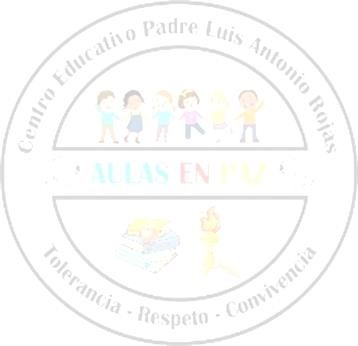 Centro Educativo Padre Luis Antonio Rojas
AULAS EN PAZ
Tolerancia - Respeto - Convivencia